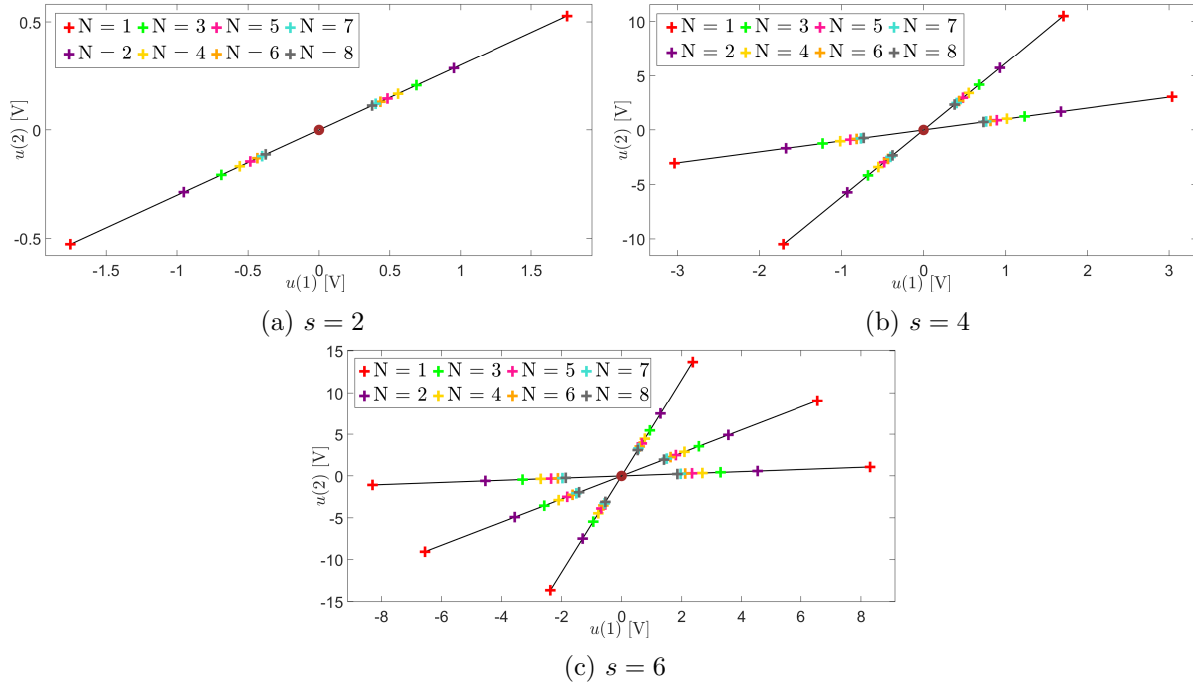 N = 1 N = 3 N = 5 N = 7
N − 2 N − 4 N − 6 N − 8
0.5
0
-0.5
u(2) [V]
-1.5 -1 -0.5 0 0.5 1 1.5
u(1) [V]
(a) s = 2
N = 1 N = 3 N = 5 N = 7
N = 2 N = 4 N = 6 N = 8
10
5
0
-5
-10
u(2) [V]
-3 -2 -1 0 1 2 3
u(1) [V]
(b) s = 4
N = 1 N = 3 N = 5 N = 7
N = 2 N = 4 N = 6 N = 8
15
10
5
0
-5
-10
-15
u(2) [V]
-8 -6 -4 -2 0 2 4 6 8
u(1) [V]
(c) s = 6